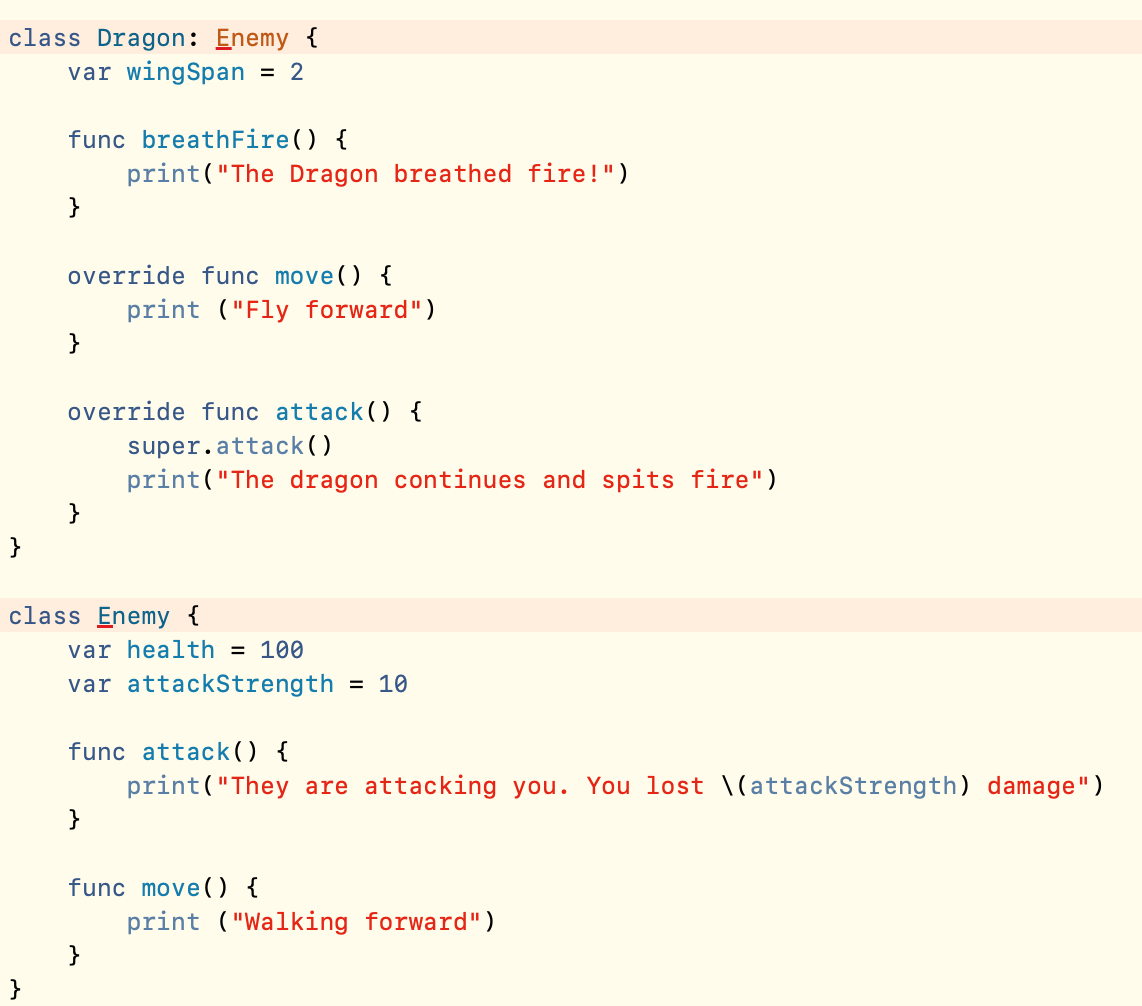 class Dragon: Enemy {
    var wingSpan = 2
    func breathFire() {
        print("The Dragon breathed fire!")
    }
    override func move() {
        print ("Fly forward")
    }
    override func attack() {
        super.attack()
        print("The dragon continues and spits fire")
    }
}
class Enemy {
    var health = 100
    var attackStrength = 10
    func attack() {
        print("They are attacking you. You lost \(attackStrength) damage")
    }
    func move() {
        print ("Walking forward")
    }
}